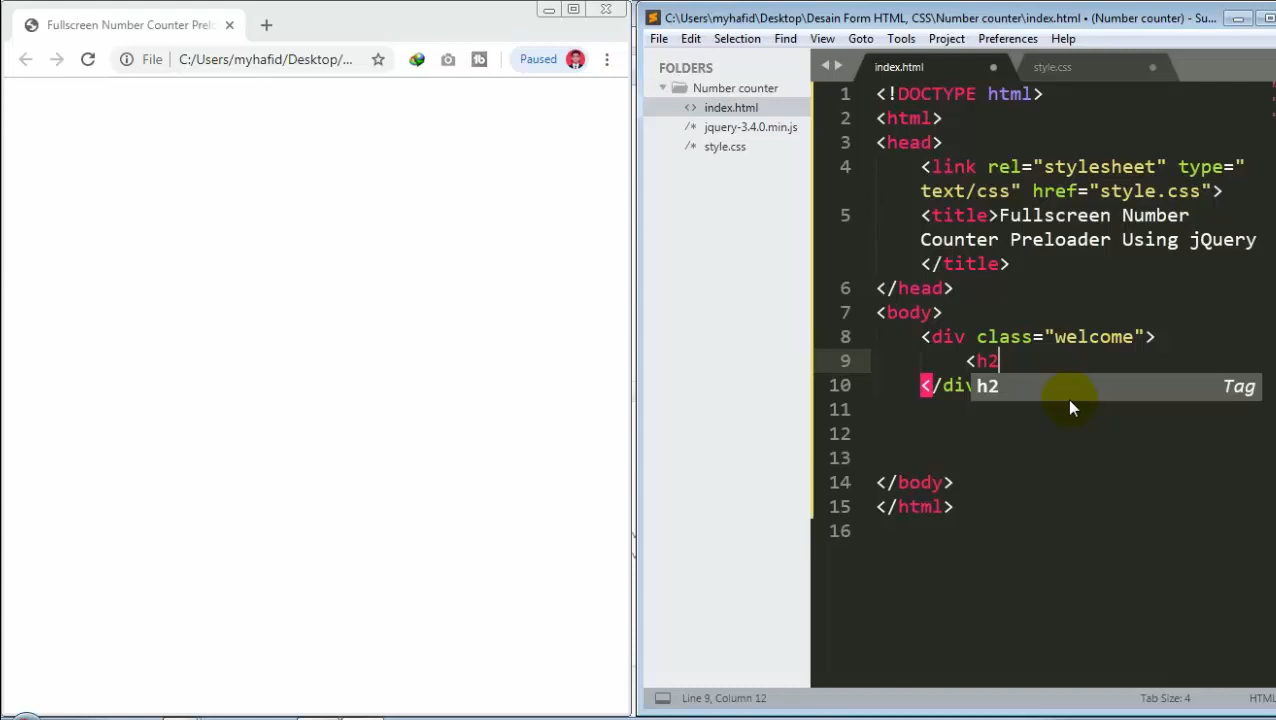 Fullscreen Number Counter Prelo
File
C:/Users/myhafid/Desktop/...
Paused
C:\Users\myhafid\Desktop\Desain Form HTML, CSS\Number counter\index.html • (Number counter) - Su...
File Edit Selection Find View Goto Tools Project Preferences Help
FOLDERS
Number counter
<> index.html
/* jquery-3.4.0.min.js
/* style.css
index.html
style.css
1 <!DOCTYPE html>
2 <html>
3 <head>
4 <link rel="stylesheet" type="
text/css" href="style.css">
5 <title>Fullscreen Number
Counter Preloader Using jQuery
</title>
6 </head>
7 <body>
8 <div class="welcome">
9 <h2
10 </div
h2 Tag
11
12
13
14 </body>
15 </html>
16
Line 9, Column 12
Tab Size: 4
HTML